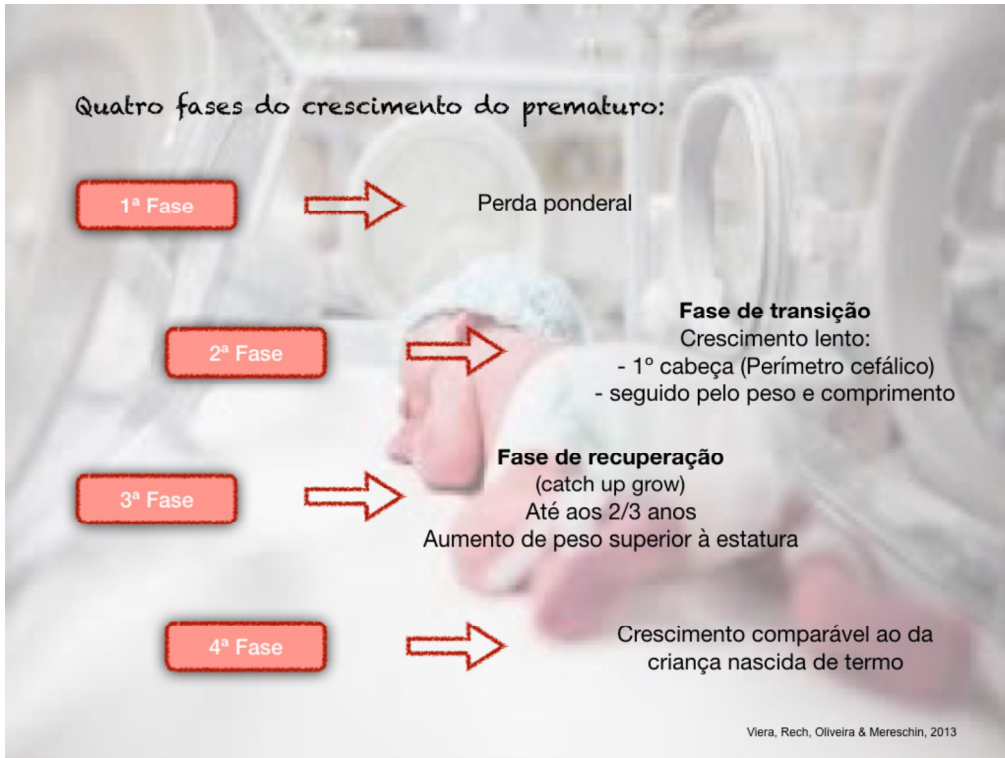 Quatro fases do crescimento do prematuro:
1ª Fase
Perda ponderal
2ª Fase
Fase de transição
Crescimento lento:
- 1º cabeça (Perímetro cefálico)
- seguido pelo peso e comprimento
3ª Fase
Fase de recuperação
(catch up grow)
Até aos 2/3 anos
Aumento de peso superior à estatura
4ª Fase
Crescimento comparável ao da
criança nascida de termo
Viera, Rech, Oliveira & Mereschin, 2013